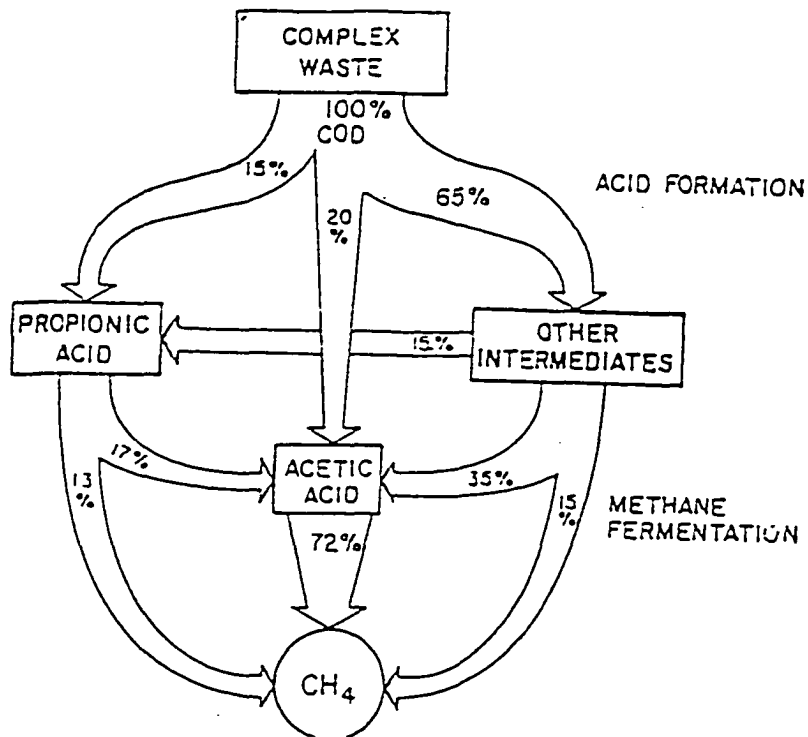 COMPLEX
WASTE
100%
COD
15%
20
%
65%
ACID FORMATION
PROPIONIC
ACID
15%
OTHER
INTERMEDIATES
17%
ACETIC
ACID
35%
13
%
15
%
72%
METHANE
FERMENTATION
CH₄